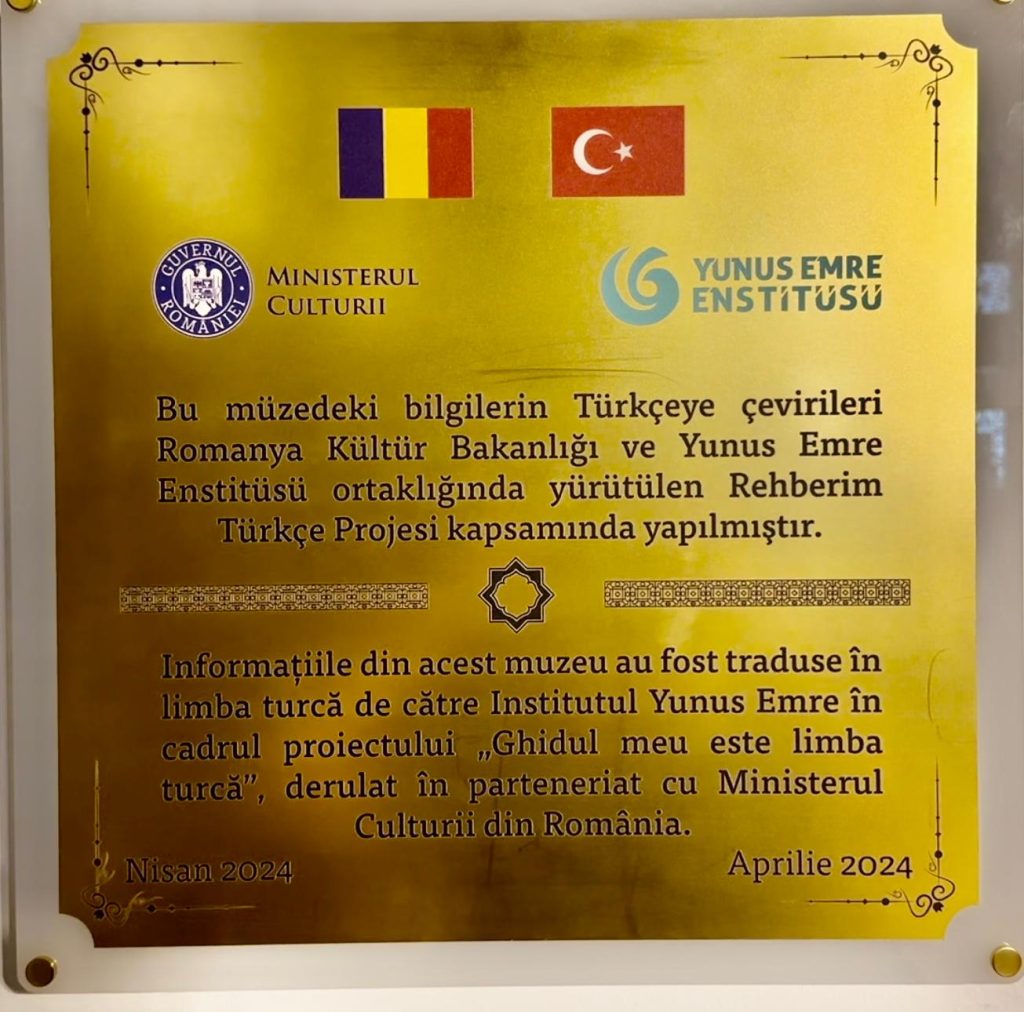 GUVERNUL ROMÂNIEI
MINISTERUL
CULTURII
YUNUS EMRE
ENSTİTÜSÜ
Bu müzedeki bilgilerin Türkçeye çevirileri
Romanya Kültür Bakanlığı ve Yunus Emre
Enstitüsü ortaklığında yürütülen Rehberim
Türkçe Projesi kapsamında yapılmıştır.
Informațiile din acest muzeu au fost traduse în
limba turcă de către Institutul Yunus Emre în
cadrul proiectului „Ghidul meu este limba
turcă”, derulat în parteneriat cu Ministerul
Culturii din România.
Nisan 2024
Aprilie 2024